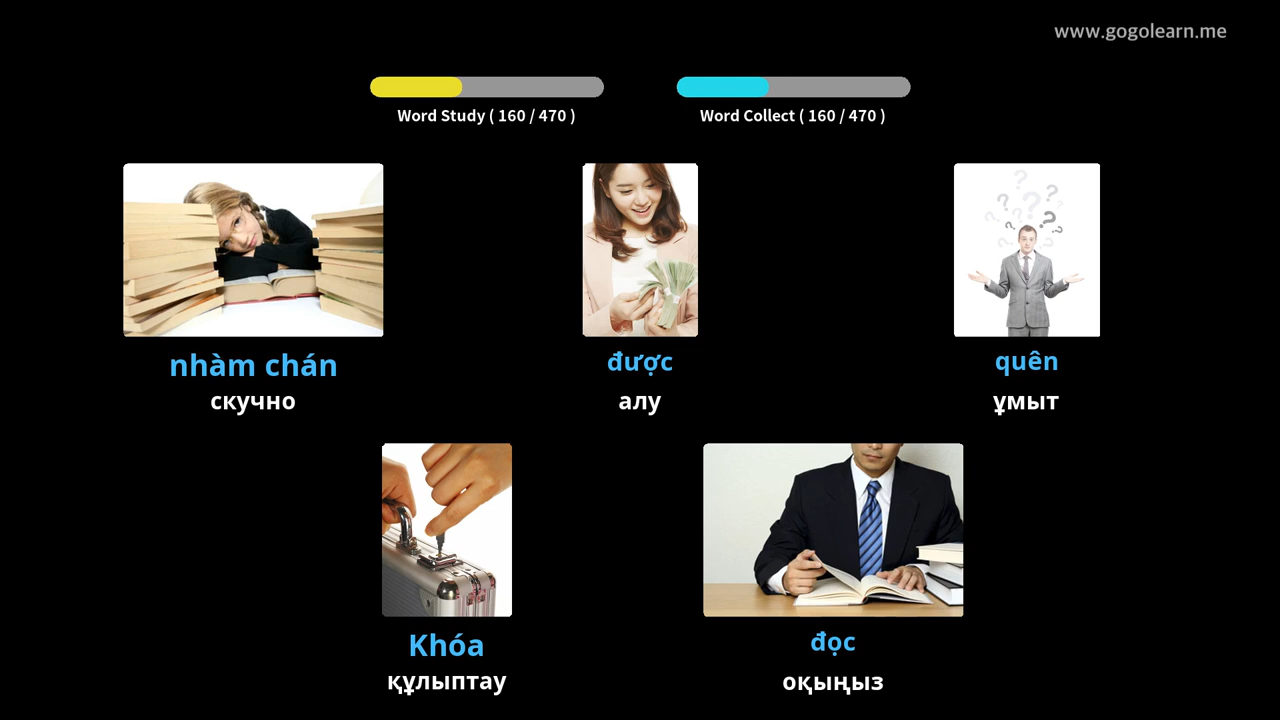 www.gogolearn.me
Word Study ( 160 / 470 )
Word Collect ( 160 / 470 )
nhàm chán
скучно
được
алу
quên
ұмыт
Khóa
құлыптау
đọc
оқыңыз